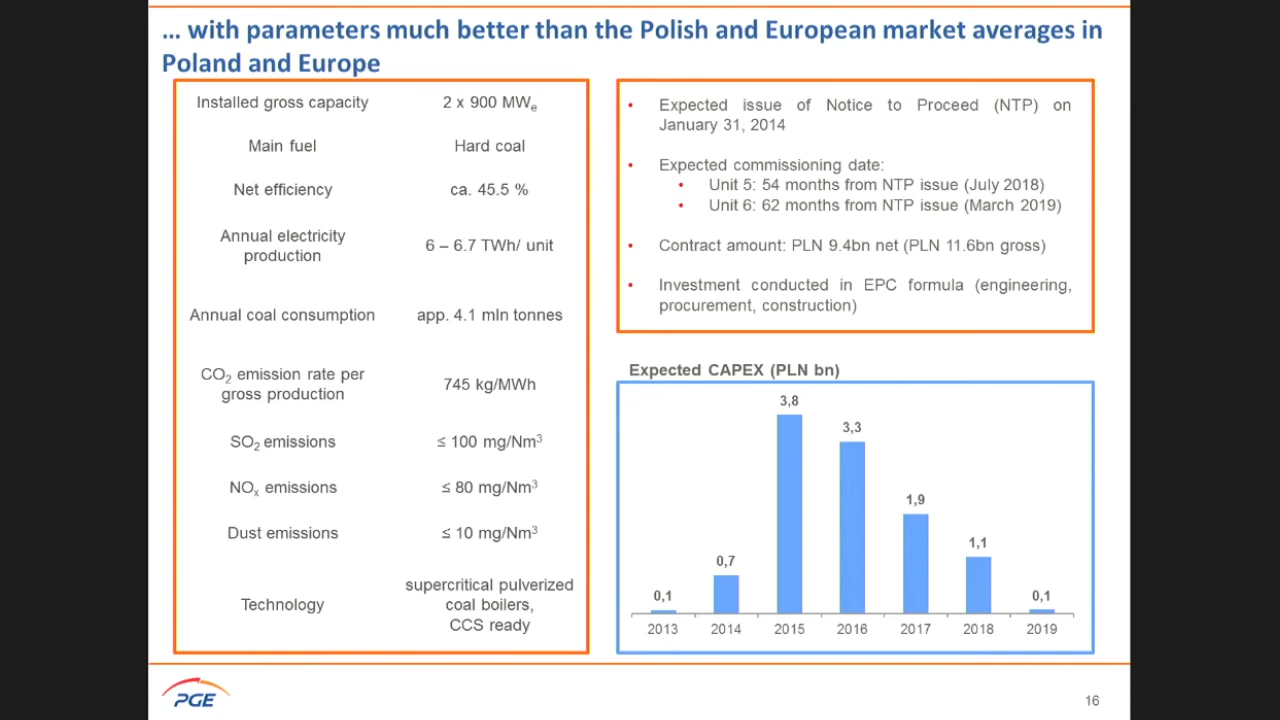 … with parameters much better than the Polish and European market averages in
Poland and Europe
Installed gross capacity 2 x 900 MWe
Main fuel Hard coal
Net efficiency ca. 45.5 %
Annual electricity
production
6 – 6.7 TWh/ unit
Annual coal consumption app. 4.1 mln tonnes
CO2 emission rate per
gross production
745 kg/MWh
SO2 emissions ≤ 100 mg/Nm3
NOx emissions ≤ 80 mg/Nm3
Dust emissions ≤ 10 mg/Nm3
Technology
supercritical pulverized
coal boilers,
CCS ready
• Expected issue of Notice to Proceed (NTP) on
January 31, 2014
• Expected commissioning date:
• Unit 5: 54 months from NTP issue (July 2018)
• Unit 6: 62 months from NTP issue (March 2019)
• Contract amount: PLN 9.4bn net (PLN 11.6bn gross)
• Investment conducted in EPC formula (engineering,
procurement, construction)
Expected CAPEX (PLN bn)
0,1 0,7 3,8 3,3 1,9 1,1 0,1
2013 2014 2015 2016 2017 2018 2019
PGE
16